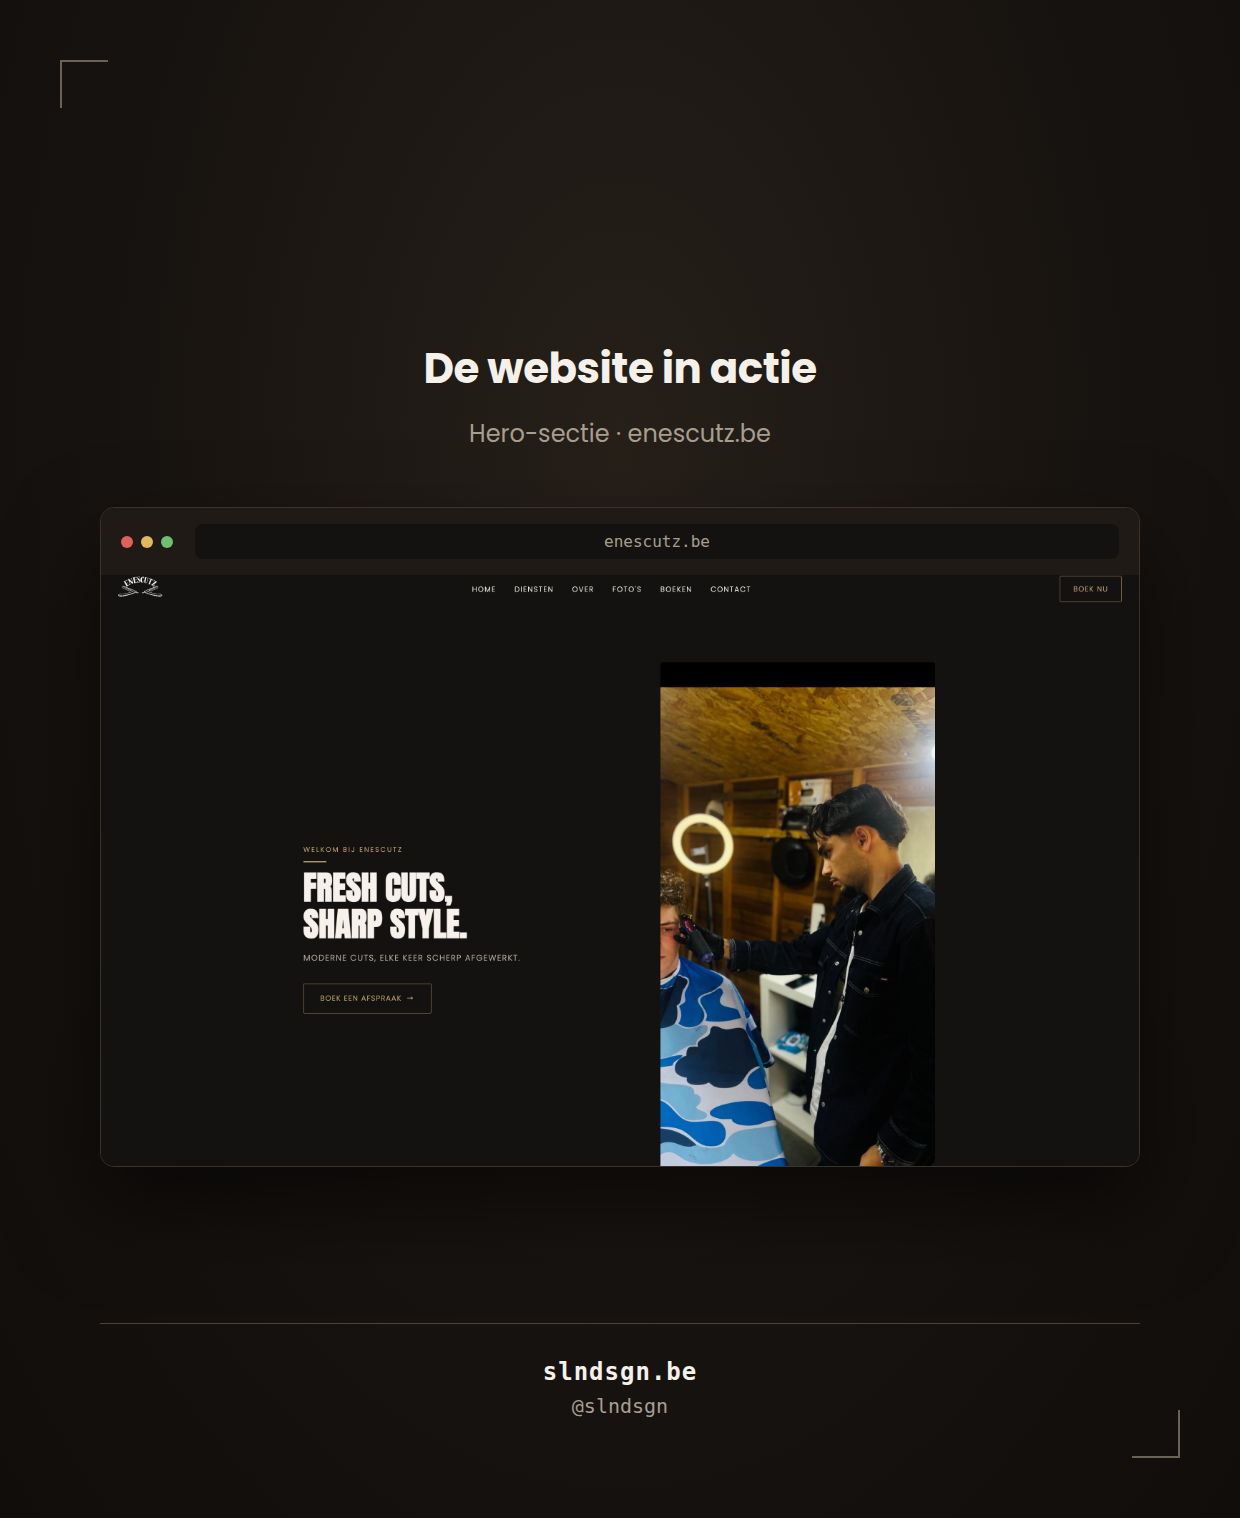 De website in actie
Hero-sectie · enescutz.be
enescutz.be
ENESCUTZ
HOME DIENSTEN OVER FOTO'S BOEKEN CONTACT
BOEK NU
WELKOM BIJ ENESCUTZ
FRESH CUTS,
SHARP STYLE.
MODERNE CUTS, ELKE KEER SCHERP AFGEWERKT.
BOEK EEN AFSPRAAK →
slndsgn.be
@slndsgn